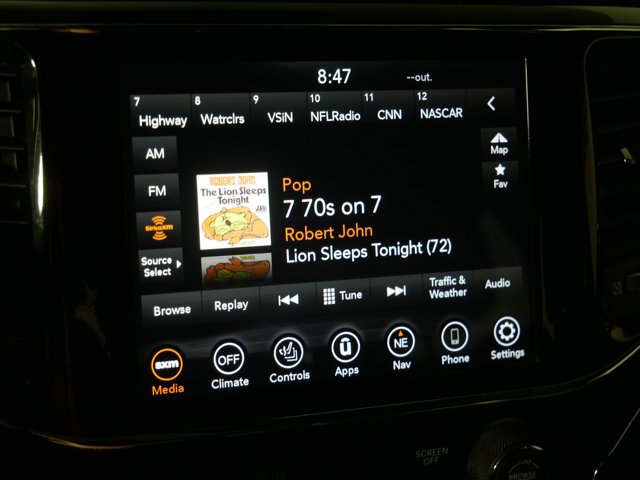 8:47 --out.
7 8 9 10 11 12
Highway Watrclrs VSiN NFLRadio CNN NASCAR
AM
Map
FM
Fav
SiriusXM
Source
Select
ROBERT JOHN
The Lion Sleeps
Tonight
Pop
7 70s on 7
Robert John
Lion Sleeps Tonight (72)
Browse Replay Tune Traffic & Weather Audio
sxm OFF NE
Media Climate Controls Apps Nav Phone Settings
SCREEN
OFF
TUNE
BROWSE